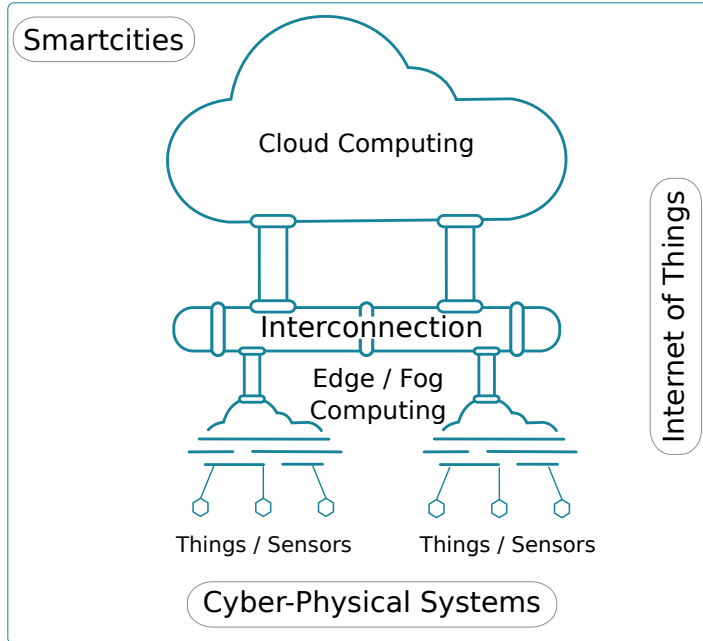 Smartcities
Cloud Computing
Internet of Things
Interconnection
Edge / Fog
Computing
Things / Sensors
Things / Sensors
Cyber-Physical Systems